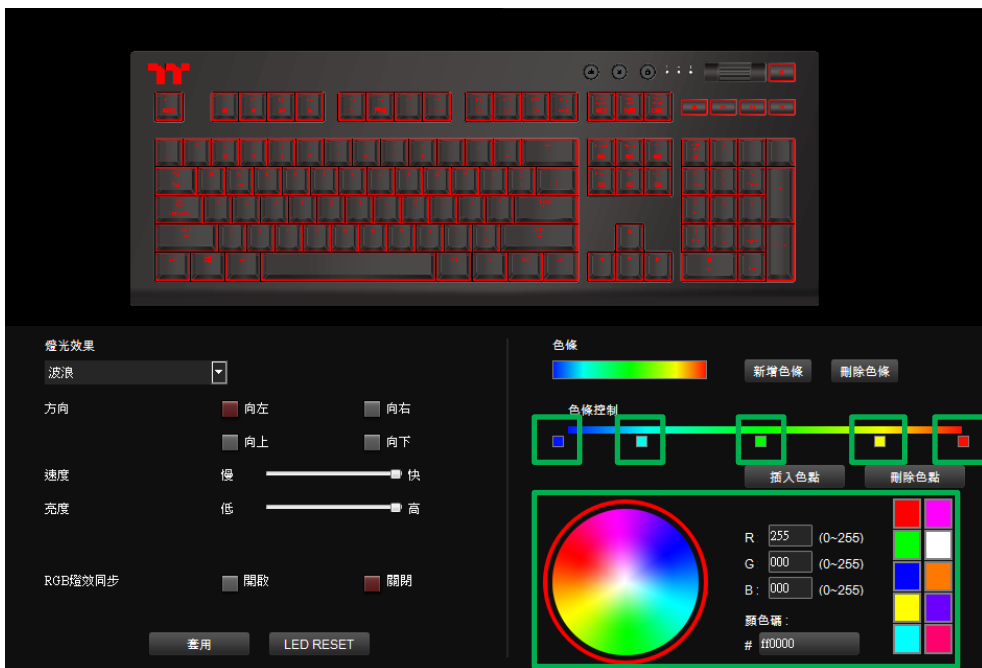 燈光效果
波浪
方向
向左
向右
向上
向下
速度
慢
快
亮度
低
高
RGB燈效同步
開啟
關閉
套用
LED RESET
色條
新增色條
刪除色條
色條控制
插入色點
刪除色點
R: 255 (0~255)
G: 000 (0~255)
B: 000 (0~255)
顏色碼:
# ff0000